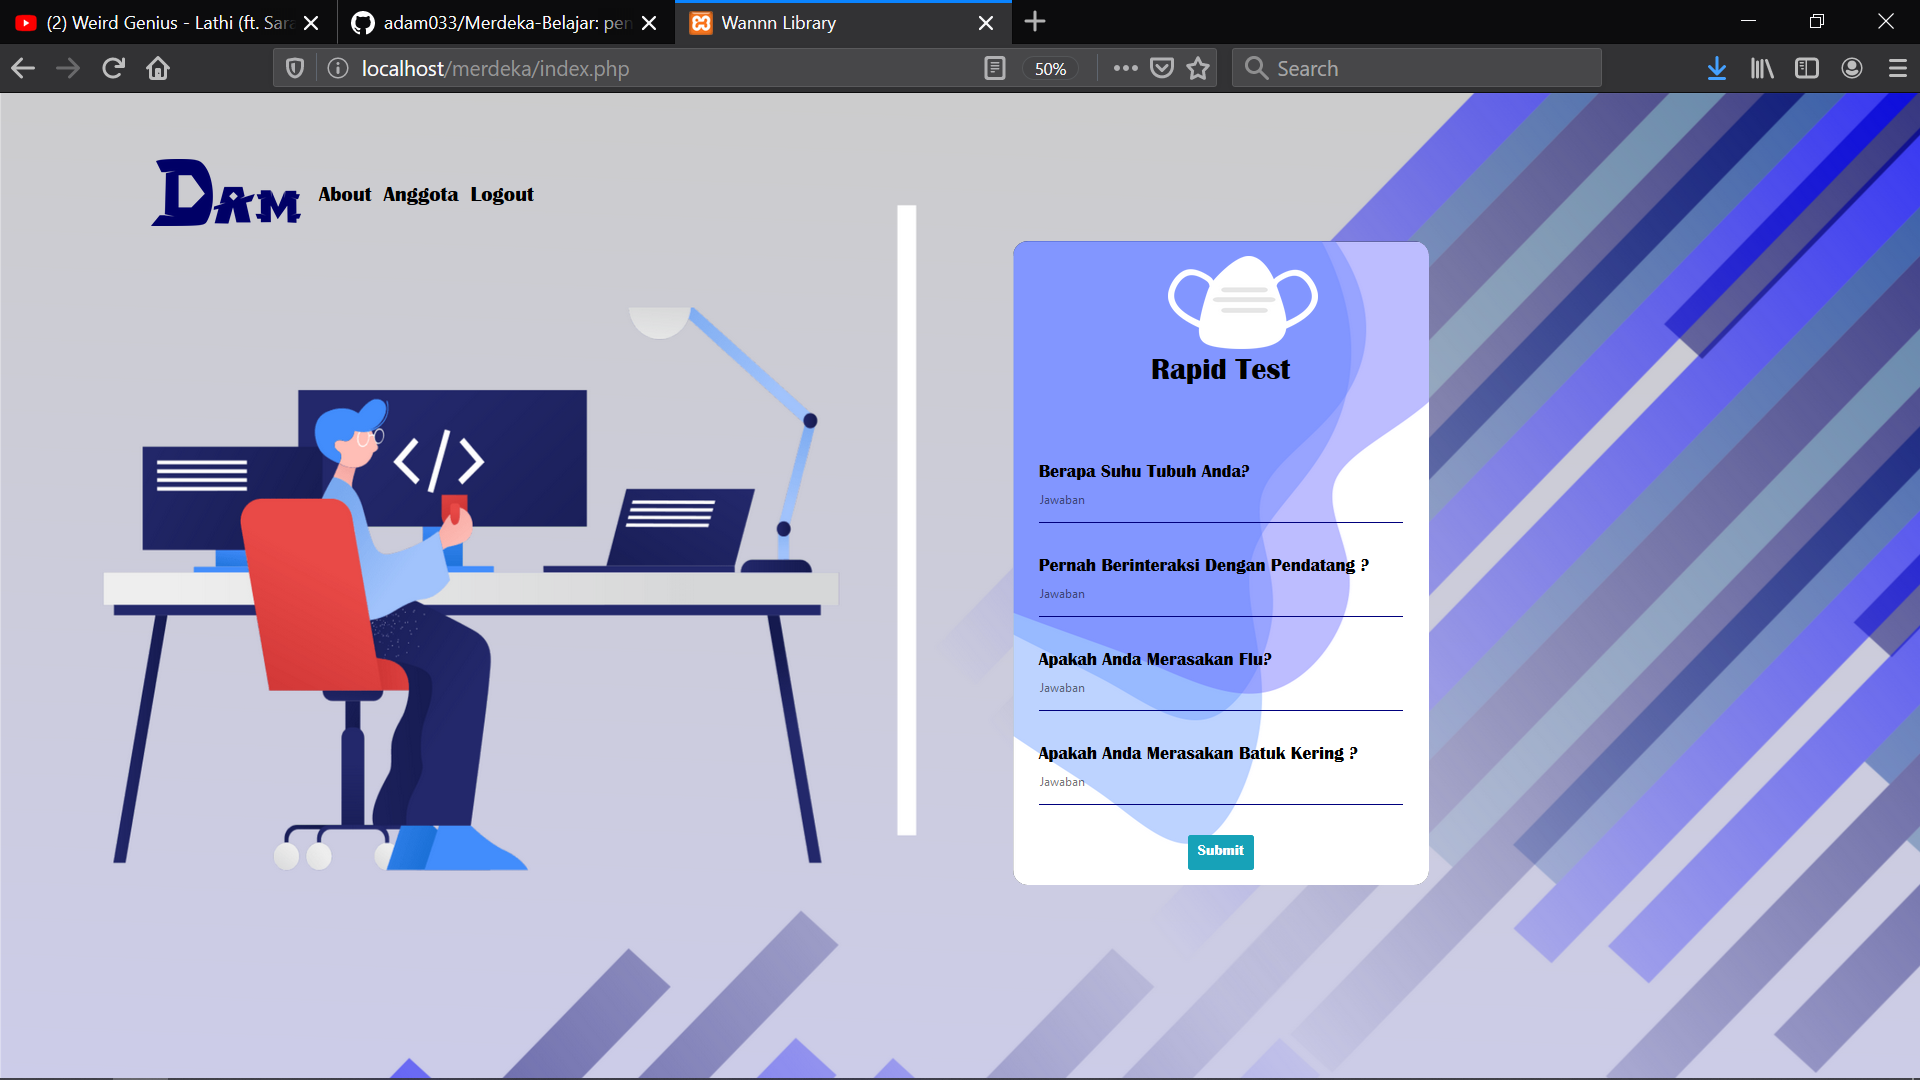 (2) Weird Genius - Lathi (ft. Sara
adam033/Merdeka-Belajar: pen
Wannn Library
localhost/merdeka/index.php
50%
Search
Dam
About Anggota Logout
</>
Rapid Test
Berapa Suhu Tubuh Anda?
Jawaban
Pernah Berinteraksi Dengan Pendatang ?
Jawaban
Apakah Anda Merasakan Flu?
Jawaban
Apakah Anda Merasakan Batuk Kering ?
Jawaban
Submit